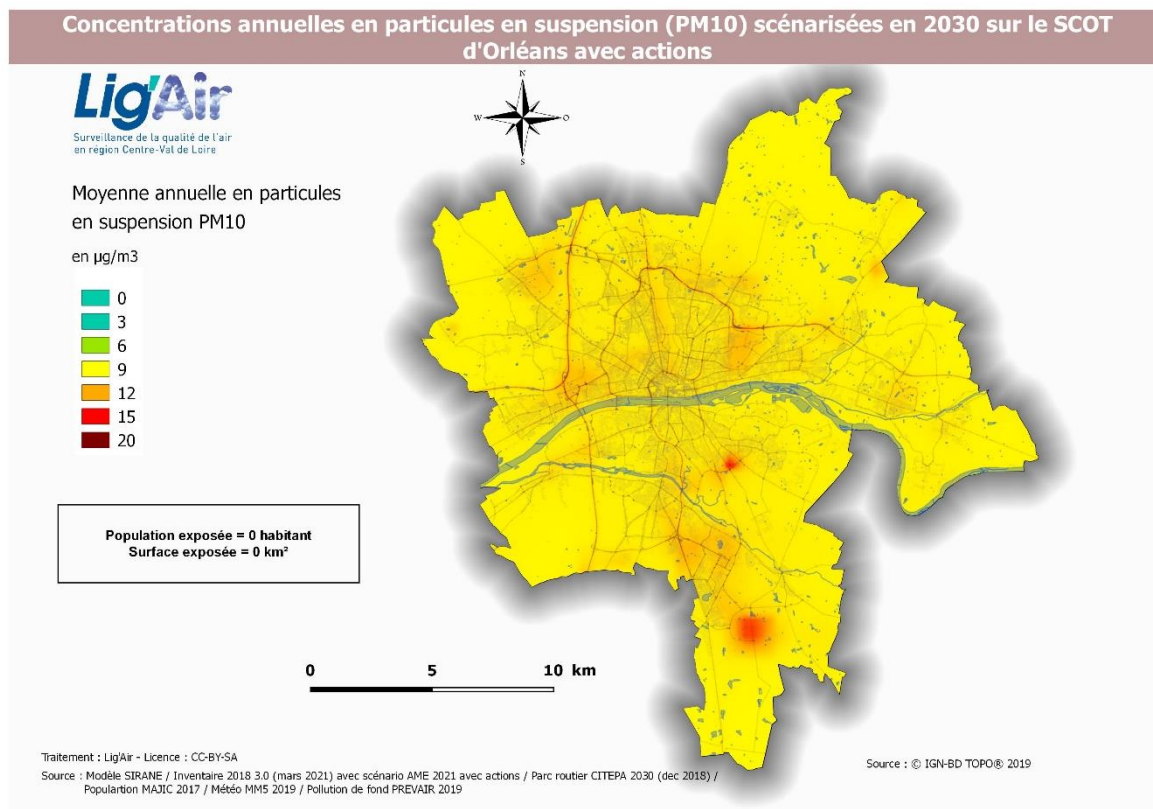 Concentrations annuelles en particules en suspension (PM10) scénarisées en 2030 sur le SCOT
d'Orléans avec actions
Lig'Air
Surveillance de la qualité de l'air
en région Centre-Val de Loire
N
W
O
S
Moyenne annuelle en particules
en suspension PM10
en µg/m3
0
3
6
9
12
15
20
Population exposée = 0 habitant
Surface exposée = 0 km²
0 5 10 km
Traitement : Lig'Air - Licence : CC-BY-SA
Source : © IGN-BD TOPO® 2019
Source : Modèle SIRANE / Inventaire 2018 3.0 (mars 2021) avec scénario AME 2021 avec actions / Parc routier CITEPA 2030 (dec 2018) /
Populartion MAJIC 2017 / Météo MM5 2019 / Pollution de fond PREVAIR 2019